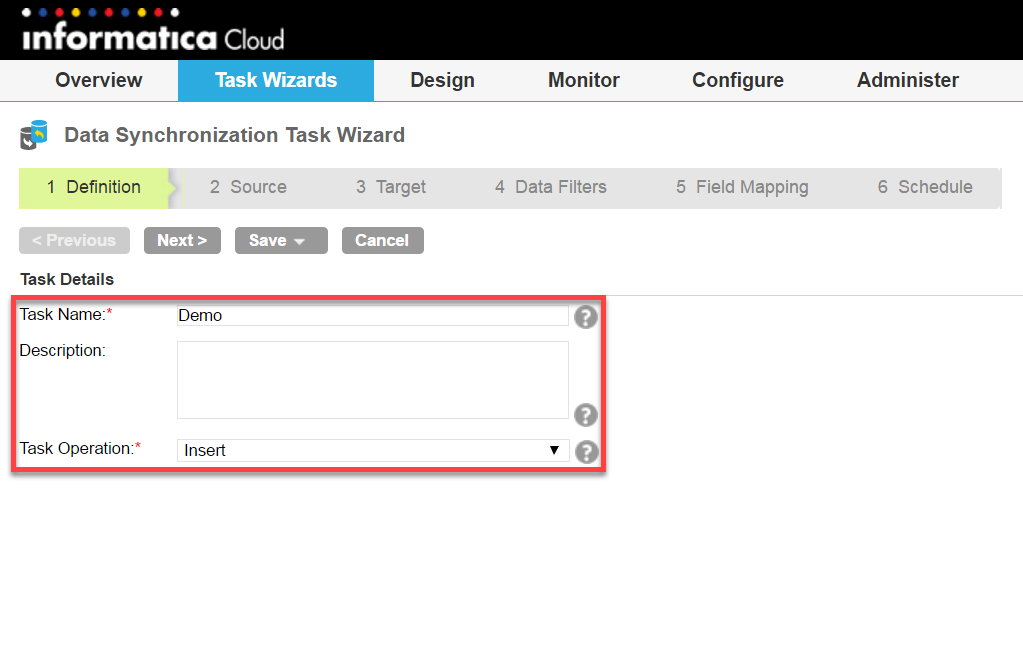 informatica Cloud
Overview Task Wizards Design Monitor Configure Administer
Data Synchronization Task Wizard
1 Definition 2 Source 3 Target 4 Data Filters 5 Field Mapping 6 Schedule
< Previous Next > Save Cancel
Task Details
Task Name:* Demo ?
Description: ?
Task Operation:* Insert ?